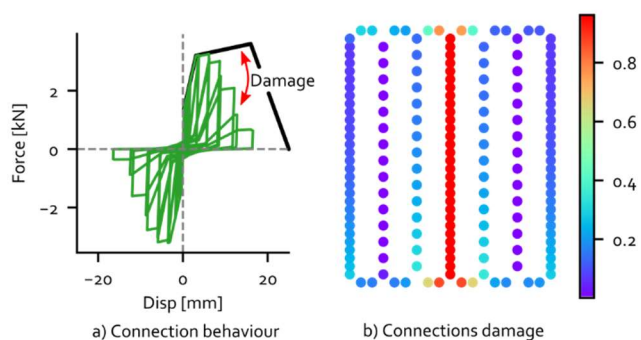 Damage
Force [kN]
2
0
−2
−20
0
20
Disp [mm]
a) Connection behaviour
0.8
0.6
0.4
0.2
b) Connections damage